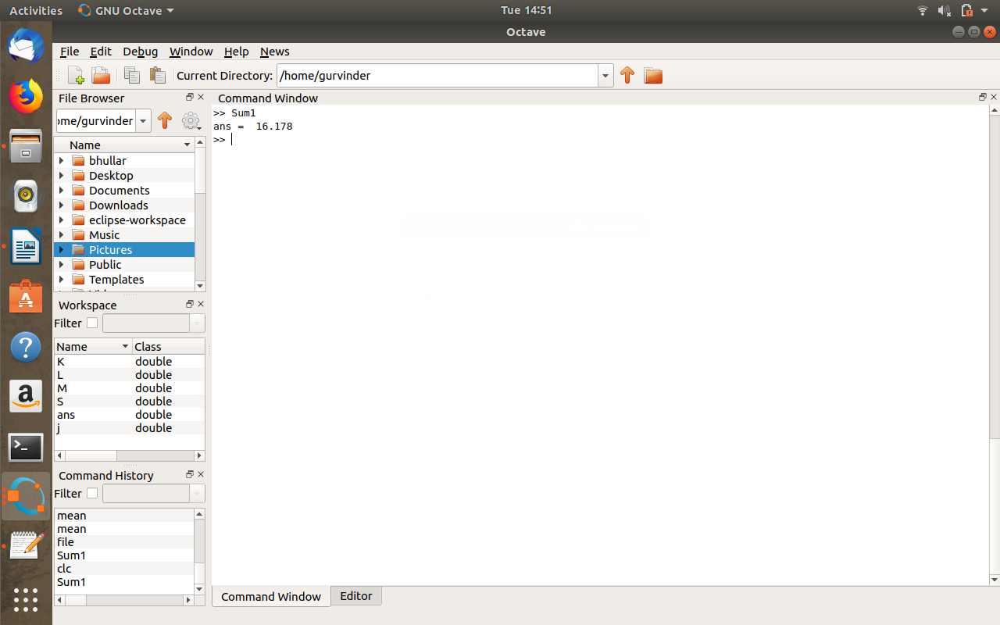 Activities GNU Octave Tue 14:51
Octave
File Edit Debug Window Help News
Current Directory: /home/gurvinder
File Browser
ome/gurvinder
Name
bhullar
Desktop
Documents
Downloads
eclipse-workspace
Music
Pictures
Public
Templates
Workspace
Filter
Name Class
K double
L double
M double
S double
ans double
j double
Command History
Filter
mean
mean
file
Sum1
clc
Sum1
Command Window
>> Sum1
ans = 16.178
>>
Command Window Editor